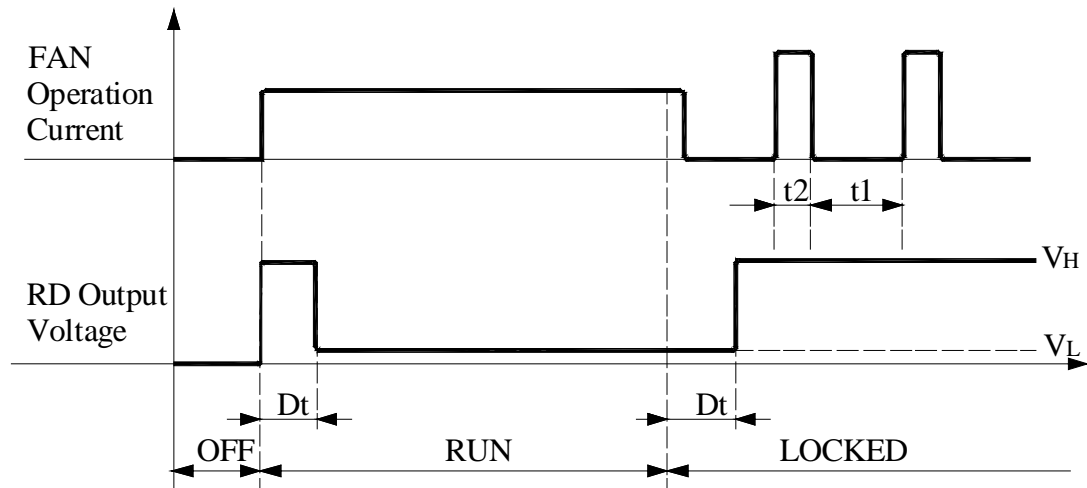 FAN
Operation
Current
t2
t1
RD Output
Voltage
VH
VL
Dt
Dt
OFF
RUN
LOCKED